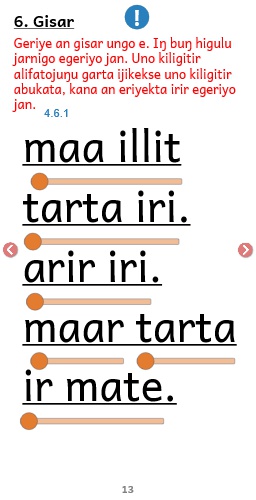 6. Gisar
!
Geriye an gisar ungo e. Iŋ buŋ higulu
jarnigo egeriyo jan. Uno kiligitir
alifatojuŋu garta ijikekse uno kiligitir
abukata, kana an eriyekta irir egeriyo
jan.
4.6.1
maa illit
tarta iri.
arir iri.
maar tarta
ir mate.
13